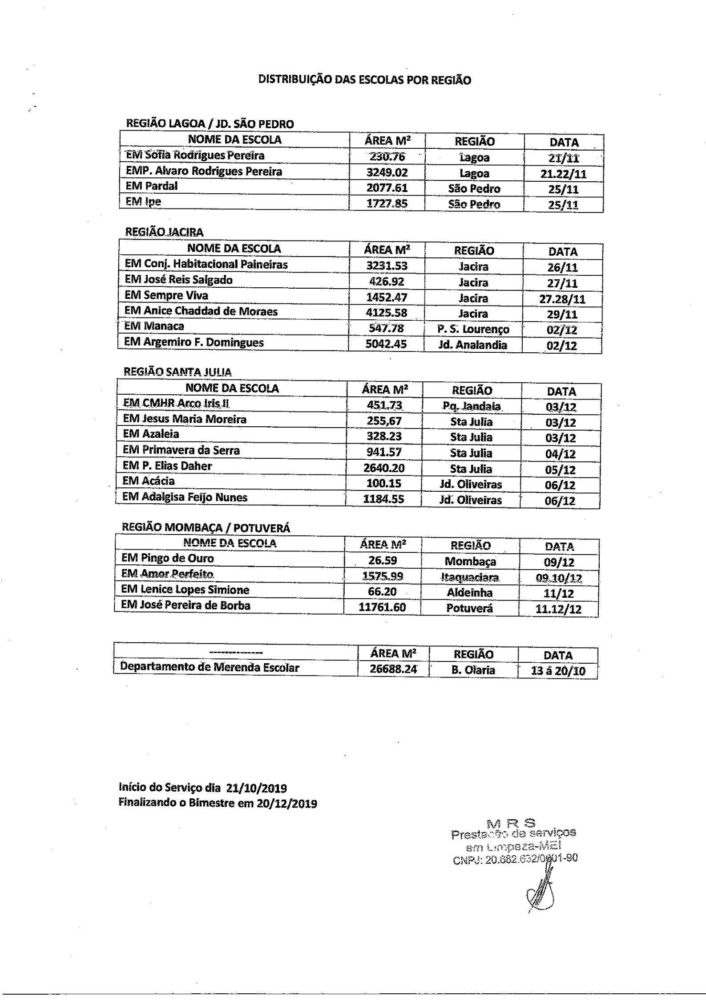 DISTRIBUIÇÃO DAS ESCOLAS POR REGIÃO
REGIÃO LAGOA / JD. SÃO PEDRO
NOME DA ESCOLA ÁREA M² REGIÃO DATA
EM Sofia Rodrigues Pereira 230.76 Lagoa 21/11
EMP. Alvaro Rodrigues Pereira 3249.02 Lagoa 21.22/11
EM Pardal 2077.61 São Pedro 25/11
EM Ipe 1727.85 São Pedro 25/11
REGIÃO JACIRA
NOME DA ESCOLA ÁREA M² REGIÃO DATA
EM Conj. Habitacional Paineiras 3231.53 Jacira 26/11
EM José Reis Salgado 426.92 Jacira 27/11
EM Sempre Viva 1452.47 Jacira 27.28/11
EM Anice Chaddad de Moraes 4125.58 Jacira 29/11
EM Manaca 547.78 P. S. Lourenço 02/12
EM Argemiro F. Domingues 5042.45 Jd. Analandia 02/12
REGIÃO SANTA JULIA
NOME DA ESCOLA ÁREA M² REGIÃO DATA
EM CMHR Arco Iris II 451.73 Pq. Jandaia 03/12
EM Jesus Maria Moreira 255,67 Sta Julia 03/12
EM Azaleia 328.23 Sta Julia 03/12
EM Primavera da Serra 941.57 Sta Julia 04/12
EM P. Elias Daher 2640.20 Sta Julia 05/12
EM Acácia 100.15 Jd. Oliveiras 06/12
EM Adalgisa Feijo Nunes 1184.55 Jd. Oliveiras 06/12
REGIÃO MOMBAÇA / POTUVERÁ
NOME DA ESCOLA ÁREA M² REGIÃO DATA
EM Pingo de Ouro 26.59 Mombaça 09/12
EM Amor Perfeito 1575.99 Itaquaciara 09.10/12
EM Lenice Lopes Simione 66.20 Aldeinha 11/12
EM José Pereira de Borba 11761.60 Potuverá 11.12/12
-------------- ÁREA M² REGIÃO DATA
Departamento de Merenda Escolar 26688.24 B. Olaria 13 á 20/10
Início do Serviço dia 21/10/2019
Finalizando o Bimestre em 20/12/2019
M R S
Prestação de serviços
em Limpeza-MEI
CNPJ: 20.682.632/0001-90